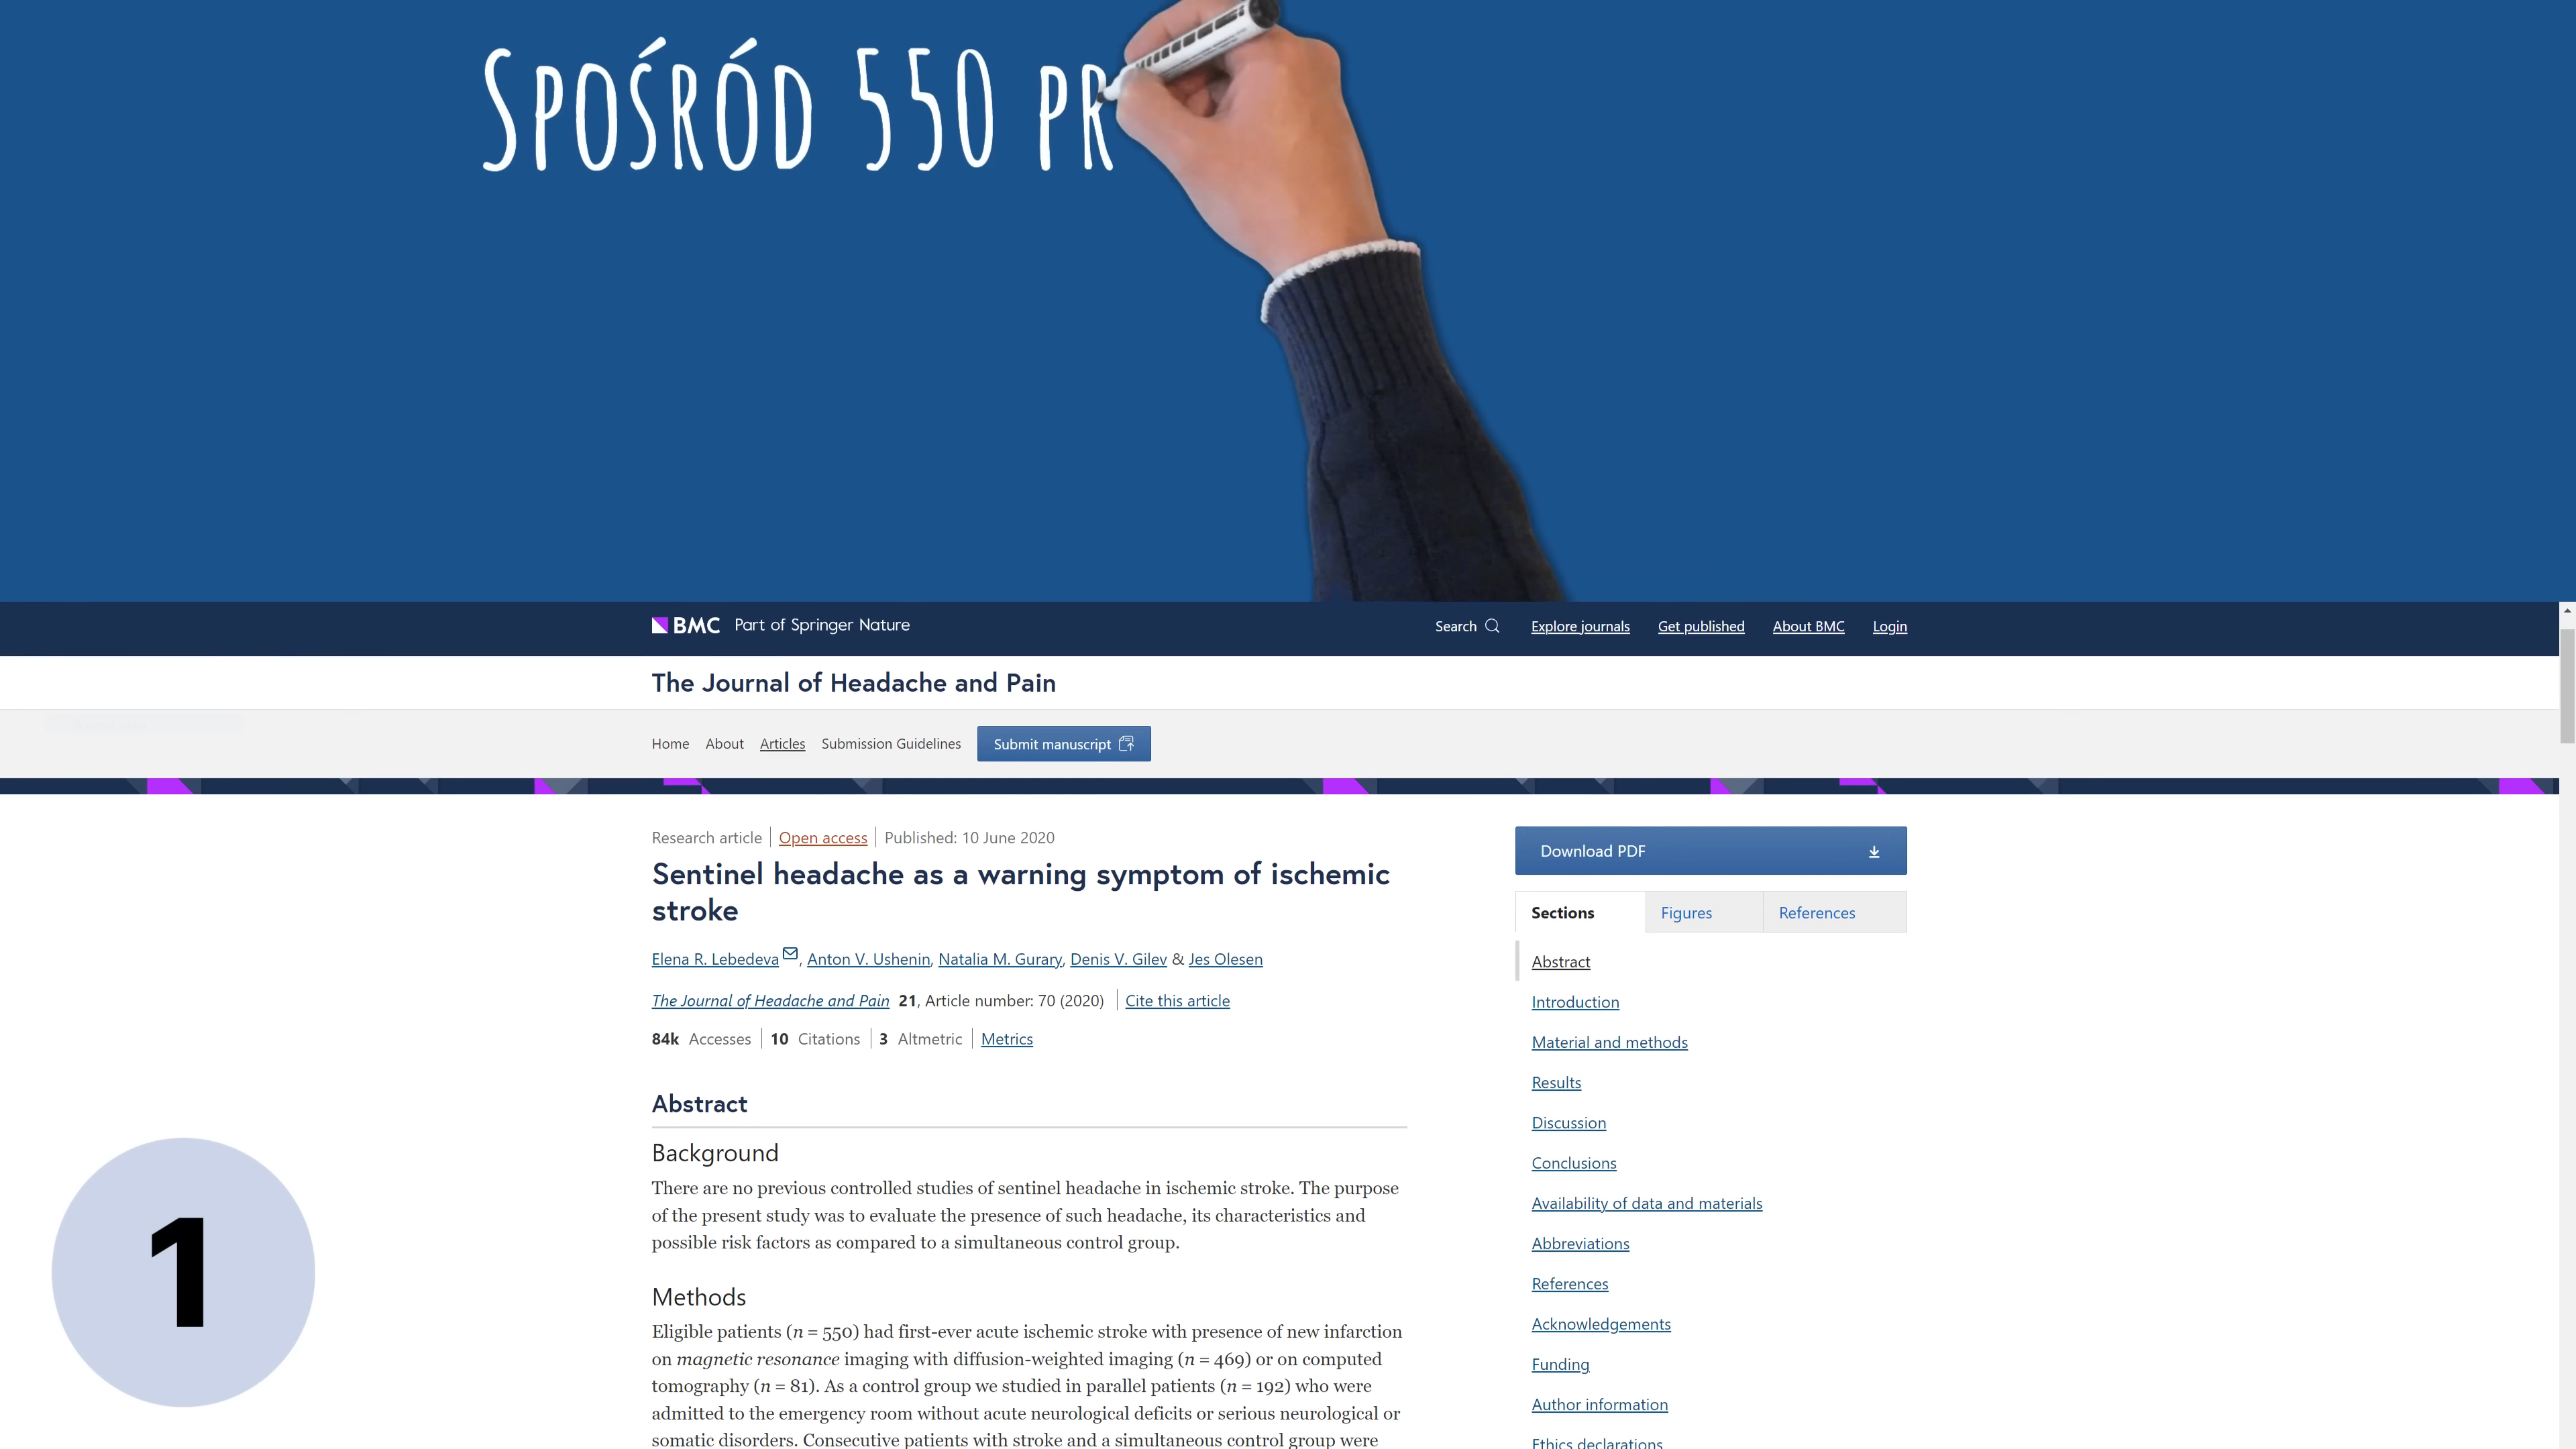 SPOŚRÓD 550 PR
BMC Part of Springer Nature
Search Explore journals Get published About BMC Login
The Journal of Headache and Pain
Home About Articles Submission Guidelines Submit manuscript
Research article Open access Published: 10 June 2020
Sentinel headache as a warning symptom of ischemic
stroke
Elena R. Lebedeva, Anton V. Ushenin, Natalia M. Gurary, Denis V. Gilev & Jes Olesen
The Journal of Headache and Pain 21, Article number: 70 (2020) Cite this article
84k Accesses 10 Citations 3 Altmetric Metrics
Abstract
Background
There are no previous controlled studies of sentinel headache in ischemic stroke. The purpose
of the present study was to evaluate the presence of such headache, its characteristics and
possible risk factors as compared to a simultaneous control group.
Methods
Eligible patients (n = 550) had first-ever acute ischemic stroke with presence of new infarction
on magnetic resonance imaging with diffusion-weighted imaging (n = 469) or on computed
tomography (n = 81). As a control group we studied in parallel patients (n = 192) who were
admitted to the emergency room without acute neurological deficits or serious neurological or
somatic disorders. Consecutive patients with stroke and a simultaneous control group were
Download PDF
Sections Figures References
Abstract
Introduction
Material and methods
Results
Discussion
Conclusions
Availability of data and materials
Abbreviations
References
Acknowledgements
Funding
Author information
Ethics declarations
1